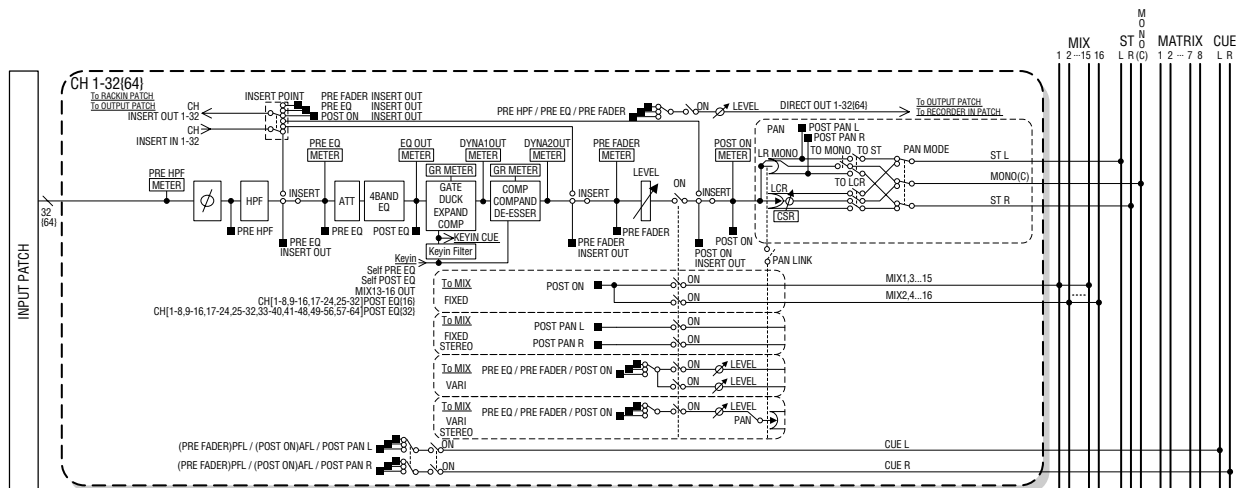 MONO
MIX ST (C) MATRIX CUE
1 2 ··· 15 16 L R 1 2 ··· 7 8 L R
INPUT PATCH
32
{64}
CH 1-32{64}
To RACKIN PATCH
To OUTPUT PATCH
CH
INSERT OUT 1-32
CH
INSERT IN 1-32
INSERT POINT
PRE FADER INSERT OUT
PRE EQ INSERT OUT
POST ON INSERT OUT
PRE HPF / PRE EQ / PRE FADER
ON
LEVEL
DIRECT OUT 1-32{64}
To OUTPUT PATCH
To RECORDER IN PATCH
PRE HPF
METER
PRE EQ
METER
EQ OUT
METER
DYNA1OUT
METER
GR METER
DYNA2OUT
METER
GR METER
PRE FADER
METER
LEVEL
ON
POST ON
METER
PAN
POST PAN L
POST PAN R
LR MONO
TO MONO
TO ST
PAN MODE
LCR
TO LCR
CSR
ST L
MONO(C)
ST R
Ø
HPF
INSERT
ATT
4BAND
EQ
GATE
DUCK
EXPAND
COMP
COMP
COMPAND
DE-ESSER
INSERT
INSERT
PRE HPF
PRE EQ
INSERT OUT
PRE EQ
POST EQ
KEYIN CUE
Keyin Filter
PRE FADER
INSERT OUT
PRE FADER
POST ON
INSERT OUT
POST ON
PAN LINK
Keyin
Self PRE EQ
Self POST EQ
MIX13-16 OUT
CH[1-8,9-16,17-24,25-32]POST EQ{16}
CH[1-8,9-16,17-24,25-32,33-40,41-48,49-56,57-64]POST EQ{32}
To MIX
FIXED
POST ON
ON
ON
MIX1,3...15
MIX2,4...16
To MIX
FIXED
STEREO
POST PAN L
POST PAN R
ON
ON
To MIX
VARI
PRE EQ / PRE FADER / POST ON
ON
LEVEL
ON
LEVEL
To MIX
VARI
STEREO
PRE EQ / PRE FADER / POST ON
ON
LEVEL
PAN
(PRE FADER)PFL / (POST ON)AFL / POST PAN L
ON
CUE L
(PRE FADER)PFL / (POST ON)AFL / POST PAN R
ON
CUE R